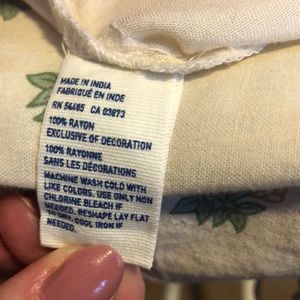 MADE IN INDIA
FABRIQUÉ EN INDE
RN 54485 CA 03873
100% RAYON
EXCLUSIVE OF DECORATION
100% RAYONNE
SANS LES DÉCORATIONS
MACHINE WASH COLD WITH
LIKE COLORS. USE ONLY NON
CHLORINE BLEACH IF
NEEDED. RESHAPE LAY FLAT
TO DRY. COOL IRON IF
NEEDED.